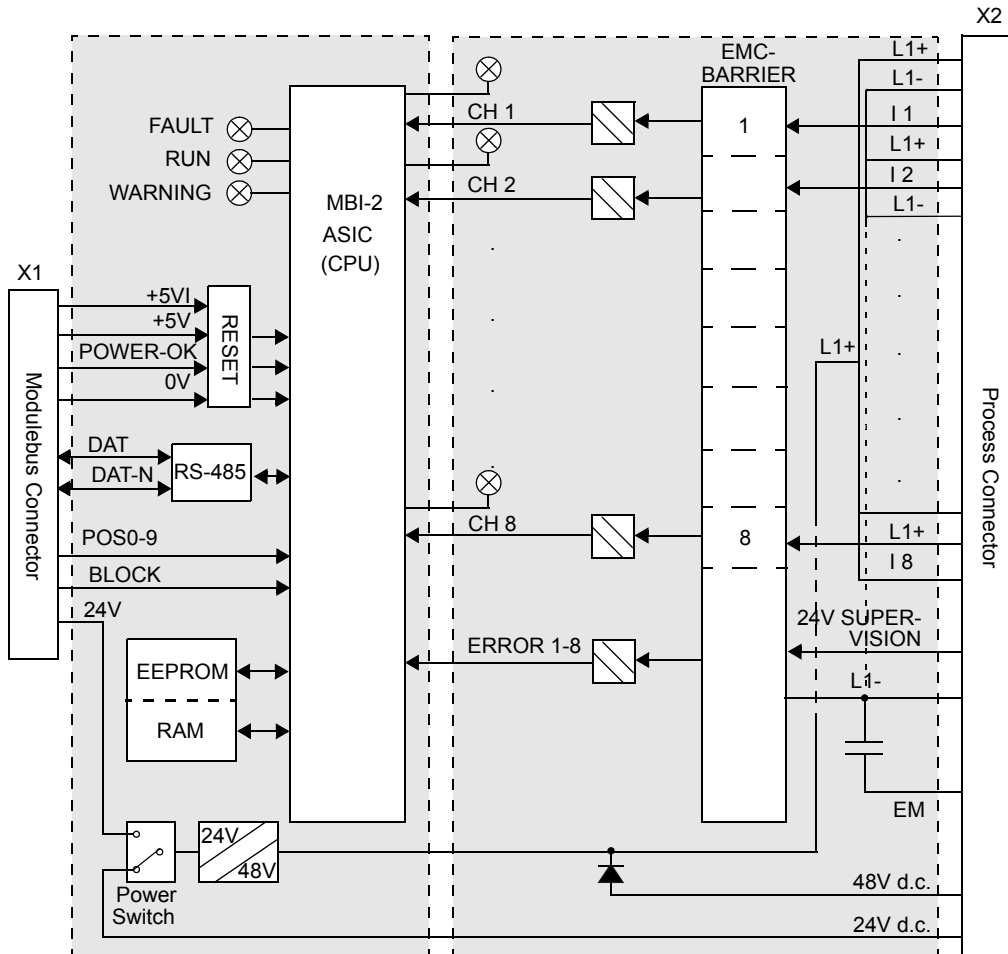 X2
EMC-
BARRIER
L1+
L1-
CH 1
1
I 1
FAULT
RUN
L1+
WARNING
CH 2
I 2
MBI-2
ASIC
(CPU)
L1-
X1
+5VI
+5V
POWER-OK
0V
RESET
L1+
Modulebus Connector
Process Connector
DAT
DAT-N
RS-485
CH 8
8
L1+
POS0-9
I 8
BLOCK
24V
24V SUPER-
VISION
ERROR 1-8
EEPROM
L1-
RAM
EM
24V
48V
Power
Switch
48V d.c.
24V d.c.